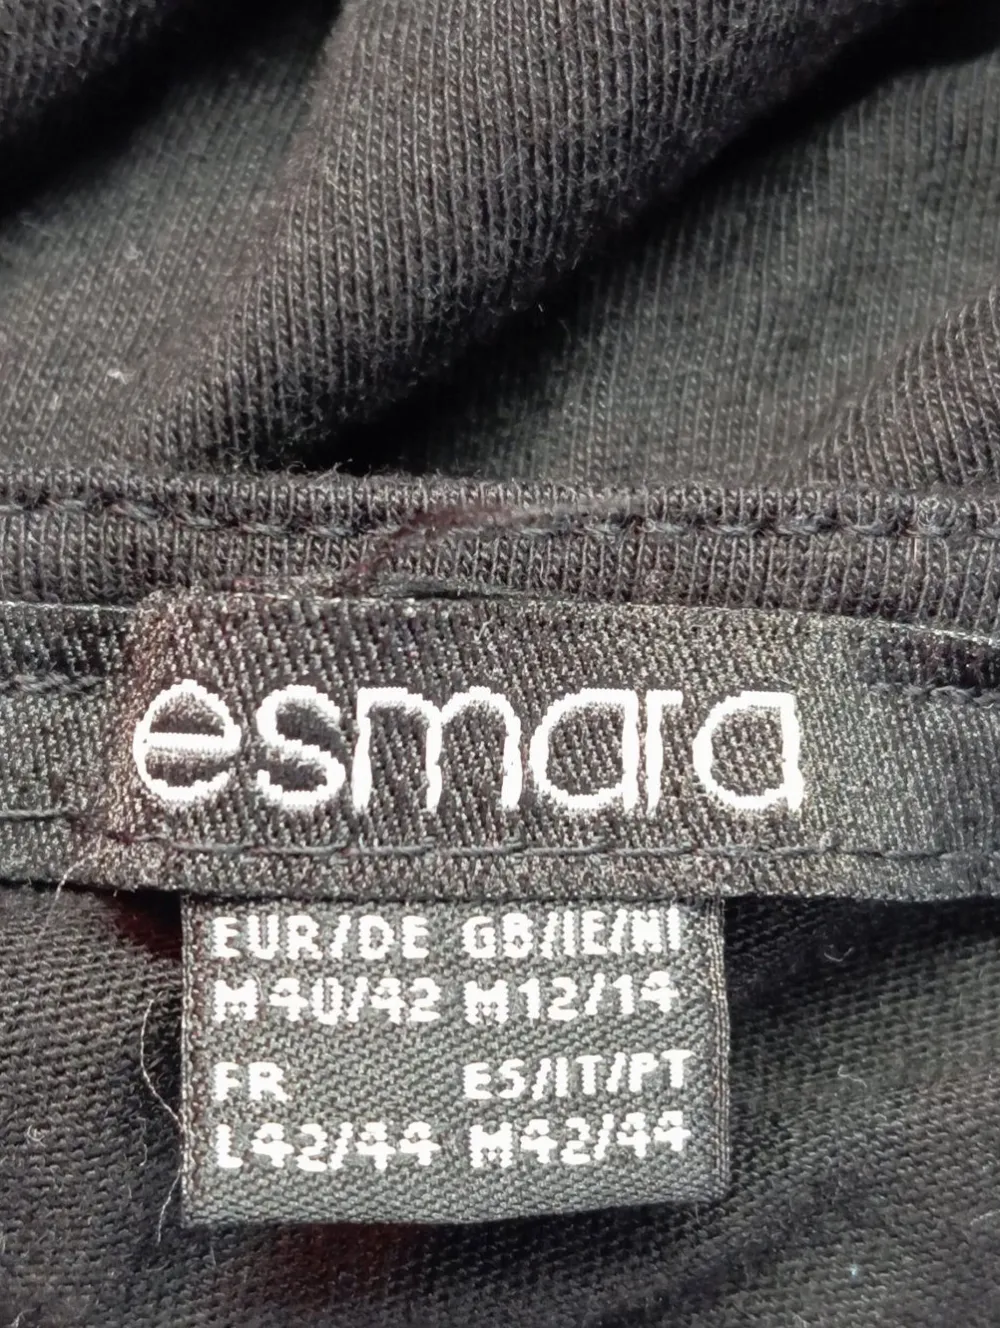 esmara
EUR/DE GB/IE/NI
M 40/42 M 12/14
FR ES/IT/PT
L 42/44 M 42/44